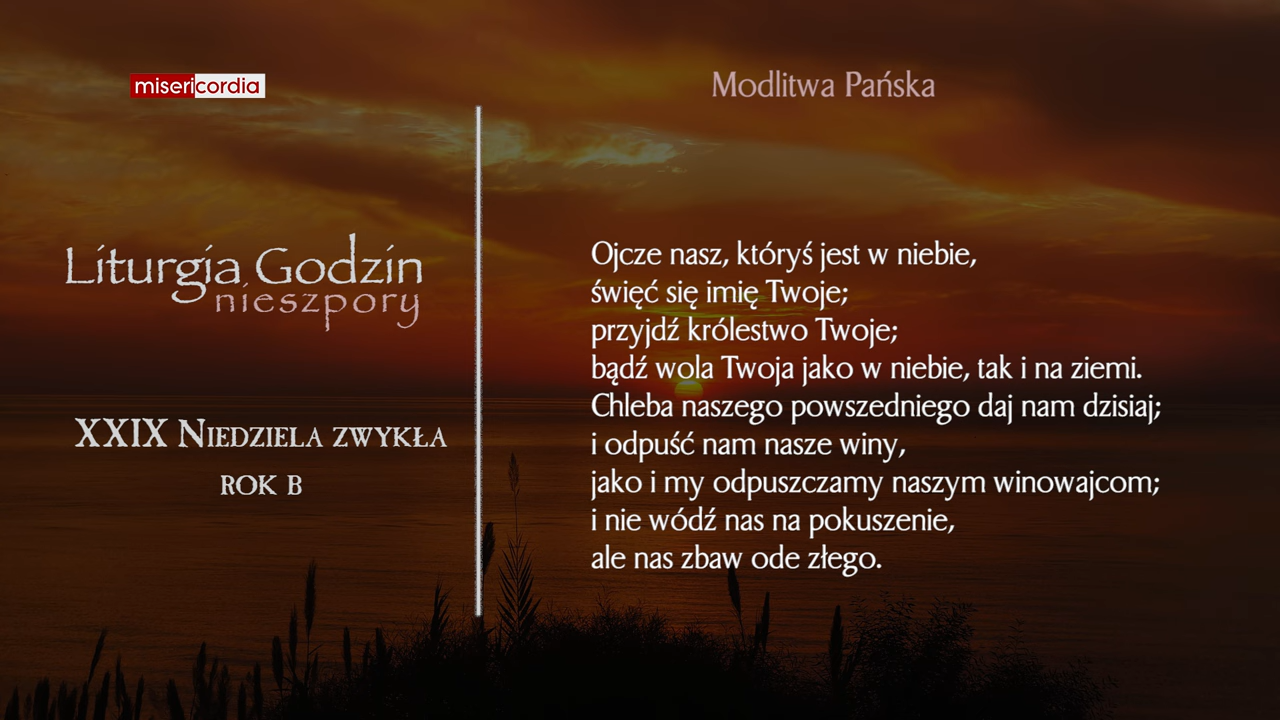 misericordia
Liturgia Godzin
nieszpory
XXIX Niedziela zwykła
rok B
Modlitwa Pańska
Ojcze nasz, któryś jest w niebie,
święć się imię Twoje;
przyjdź królestwo Twoje;
bądź wola Twoja jako w niebie, tak i na ziemi.
Chleba naszego powszedniego daj nam dzisiaj;
i odpuść nam nasze winy,
jako i my odpuszczamy naszym winowajcom;
i nie wódź nas na pokuszenie,
ale nas zbaw ode złego.